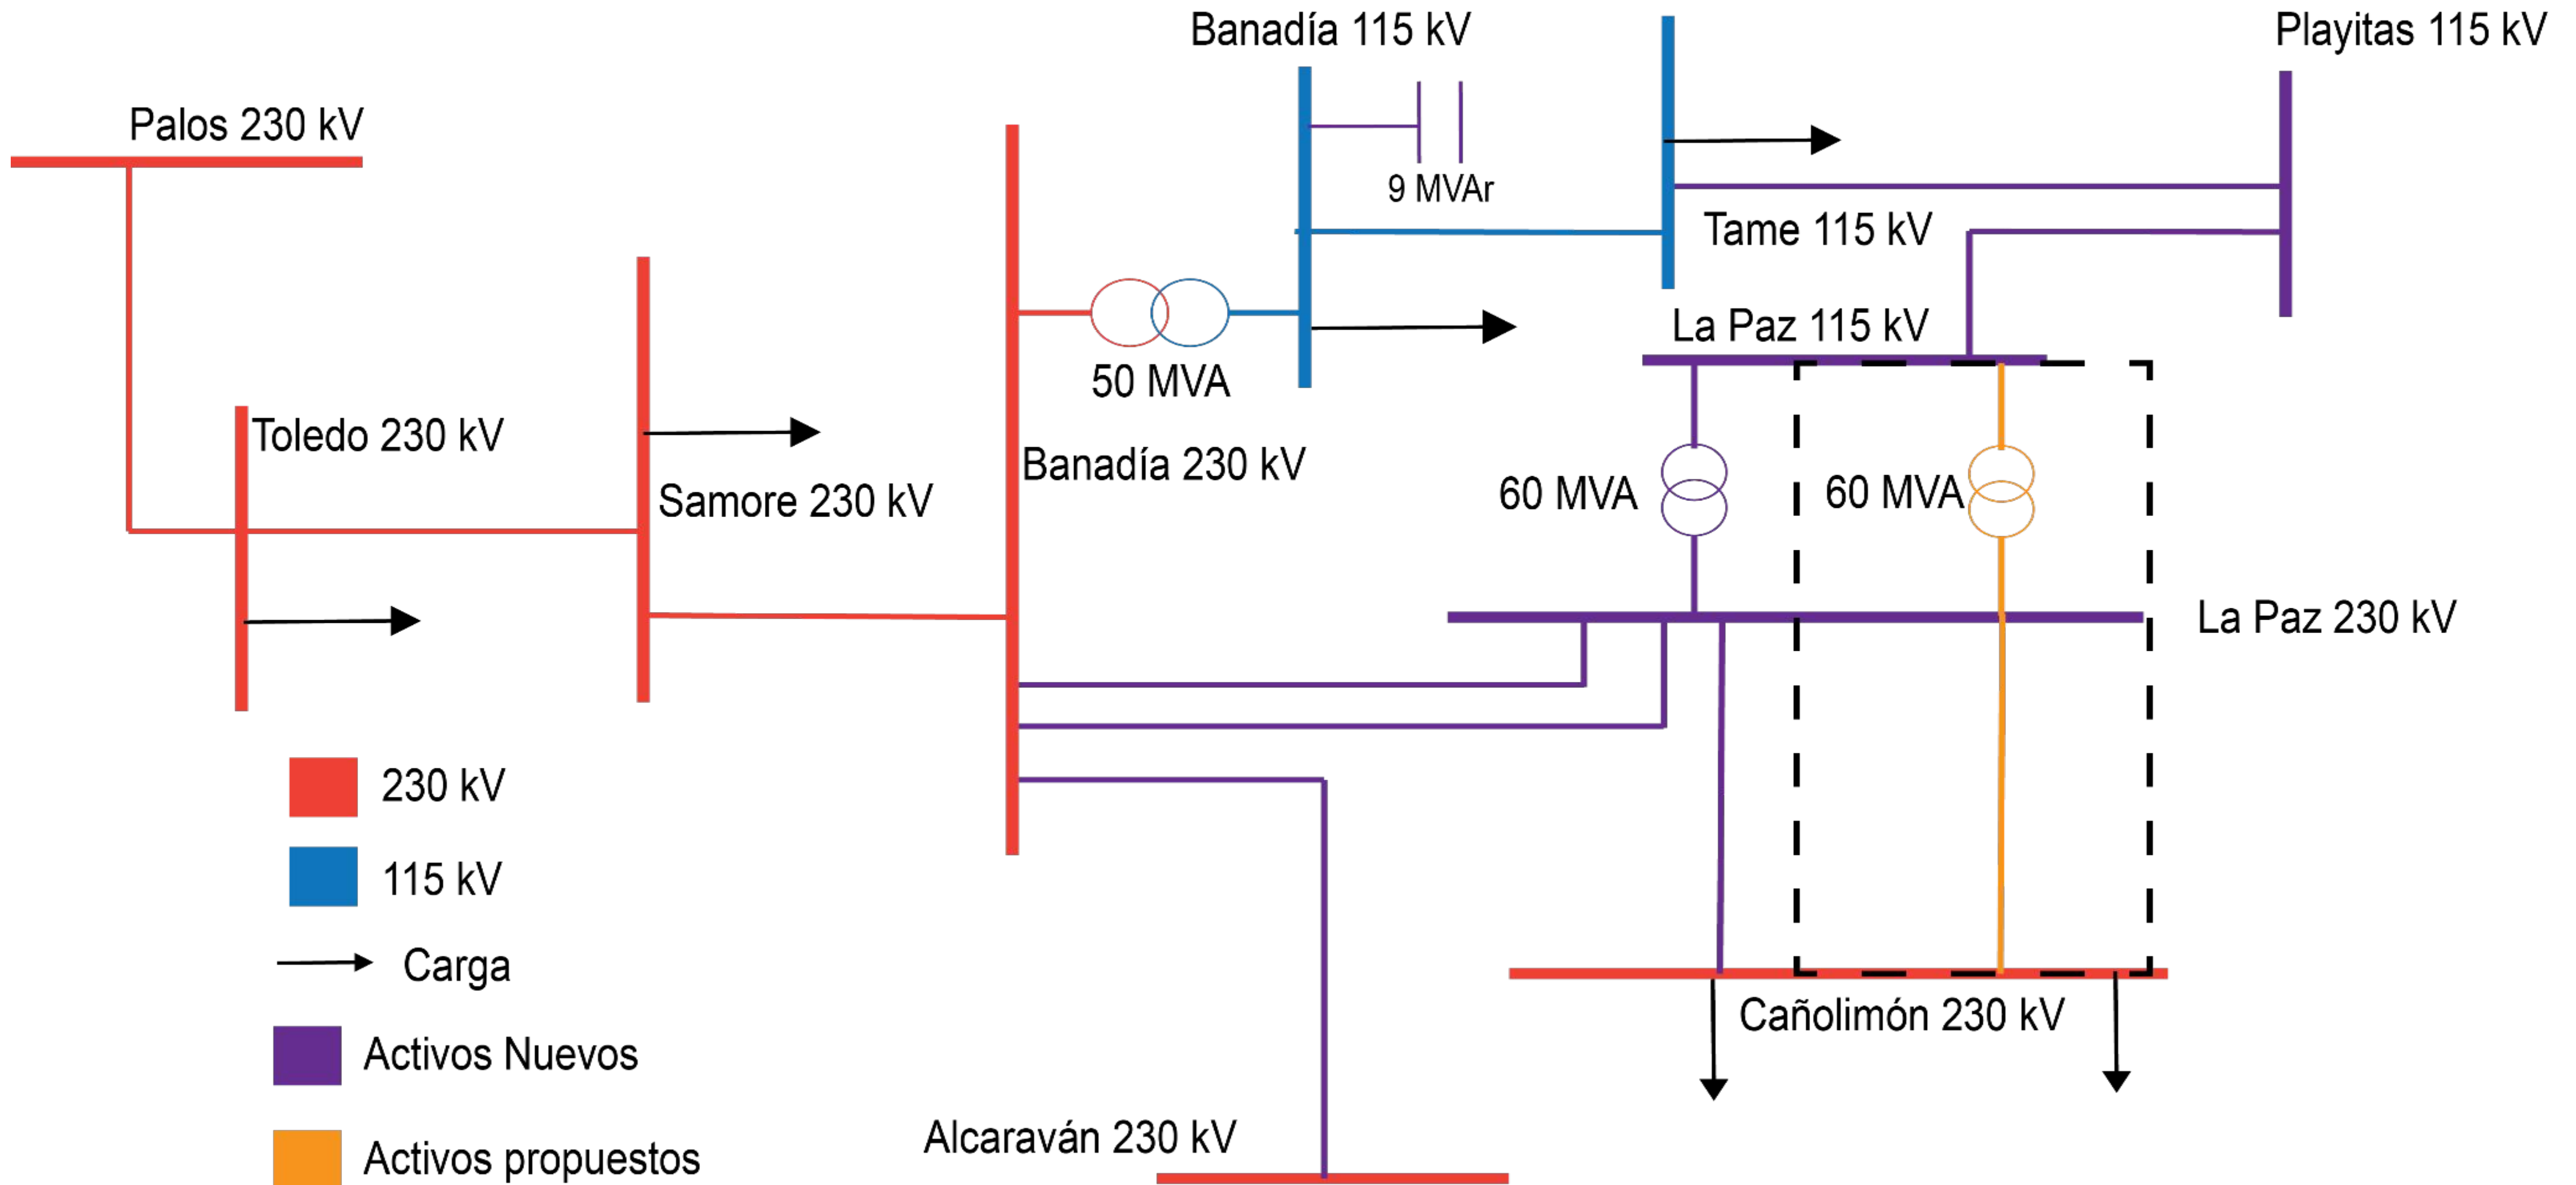 Banadía 115 kV
Playitas 115 kV
Palos 230 kV
9 MVAr
Tame 115 kV
La Paz 115 kV
50 MVA
Toledo 230 kV
Banadía 230 kV
Samore 230 kV
60 MVA
60 MVA
La Paz 230 kV
230 kV
115 kV
Carga
Cañolimón 230 kV
Activos Nuevos
Alcaraván 230 kV
Activos propuestos